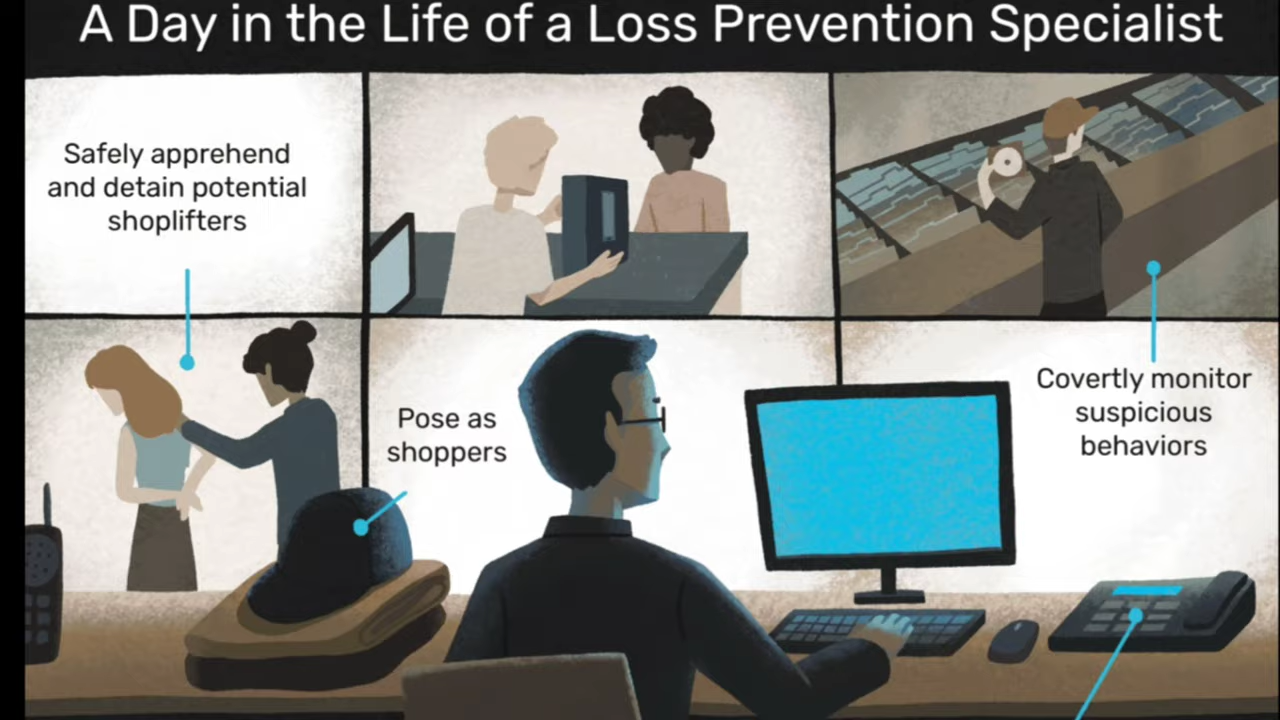 A Day in the Life of a Loss Prevention Specialist
Safely apprehend
and detain potential
shoplifters
Pose as
shoppers
Covertly monitor
suspicious
behaviors